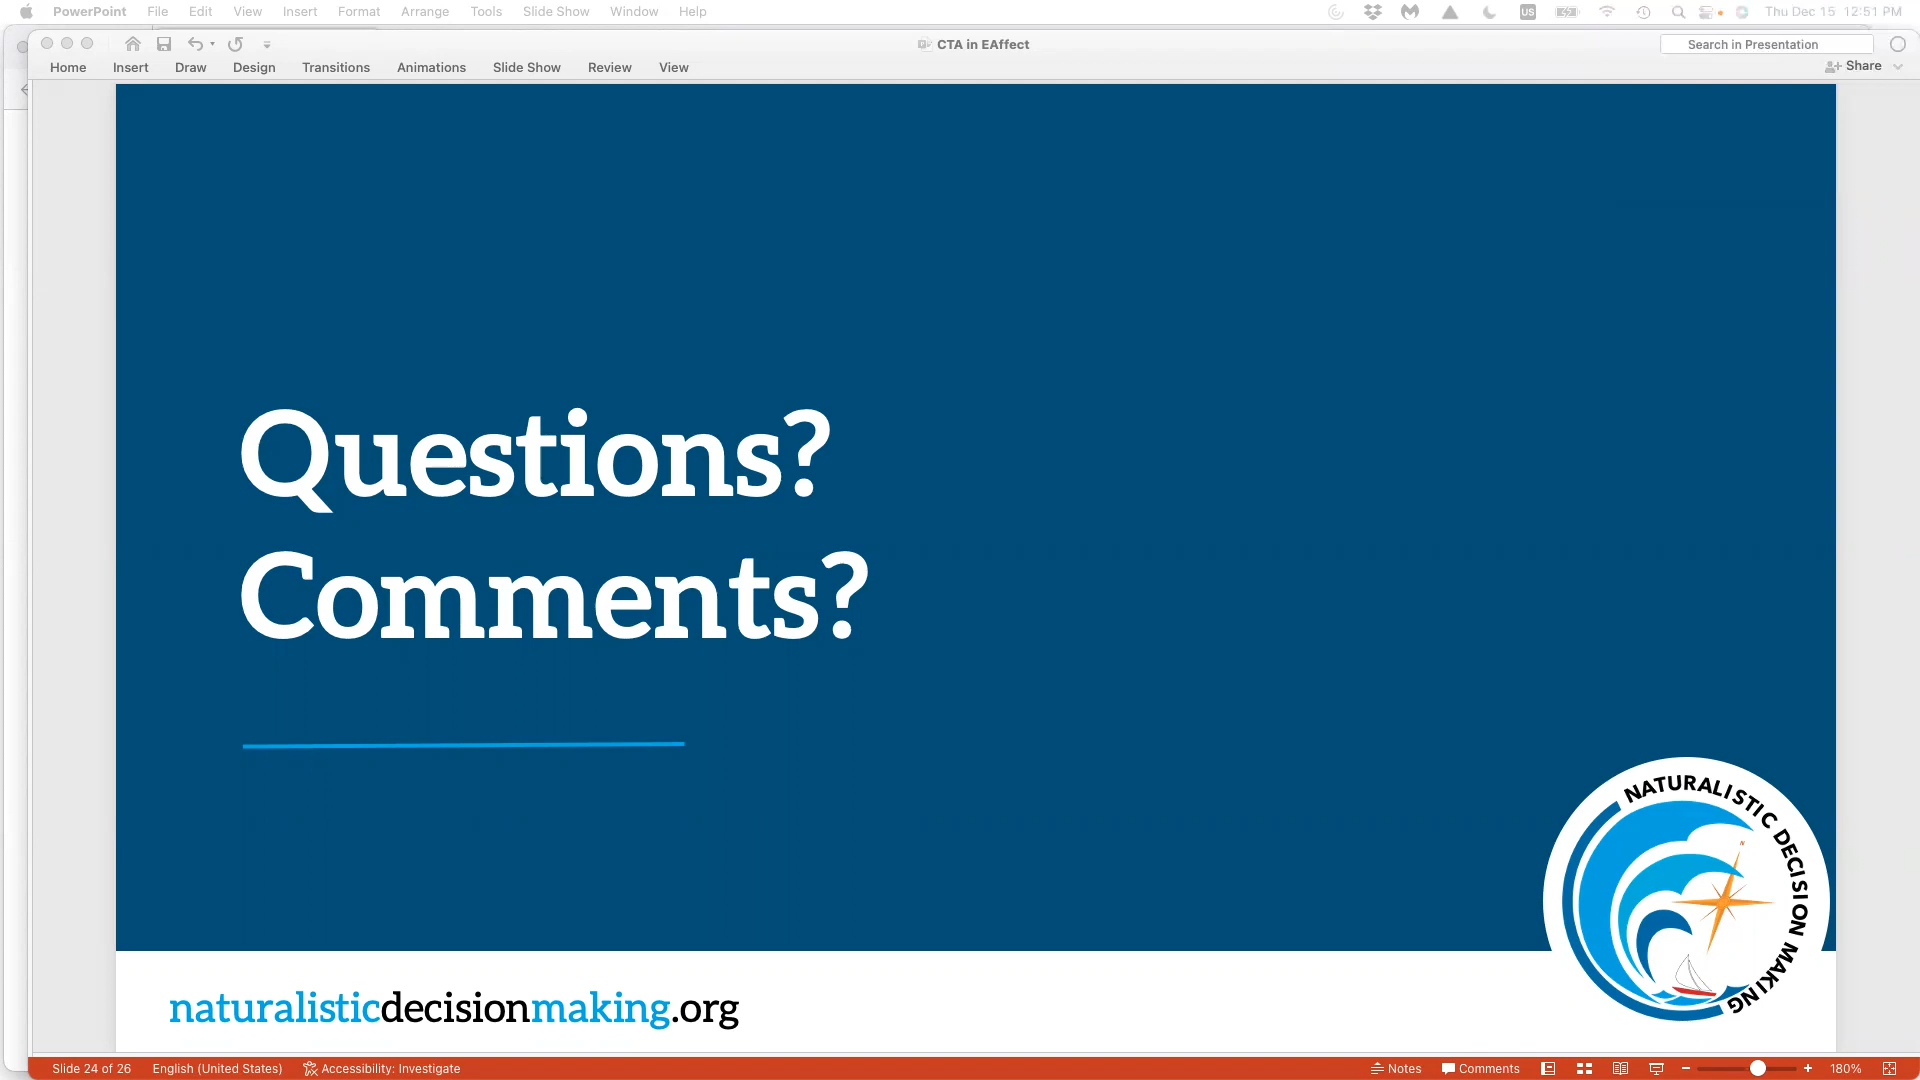 PowerPoint File Edit View Insert Format Arrange Tools Slide Show Window Help US Thu Dec 15 12:51 PM
CTA in EAffect Search in Presentation
Home Insert Draw Design Transitions Animations Slide Show Review View Share
Questions?
Comments?
NATURALISTIC DECISION MAKING
N
naturalisticdecisionmaking.org
Slide 24 of 26 English (United States) Accessibility: Investigate Notes Comments 180%